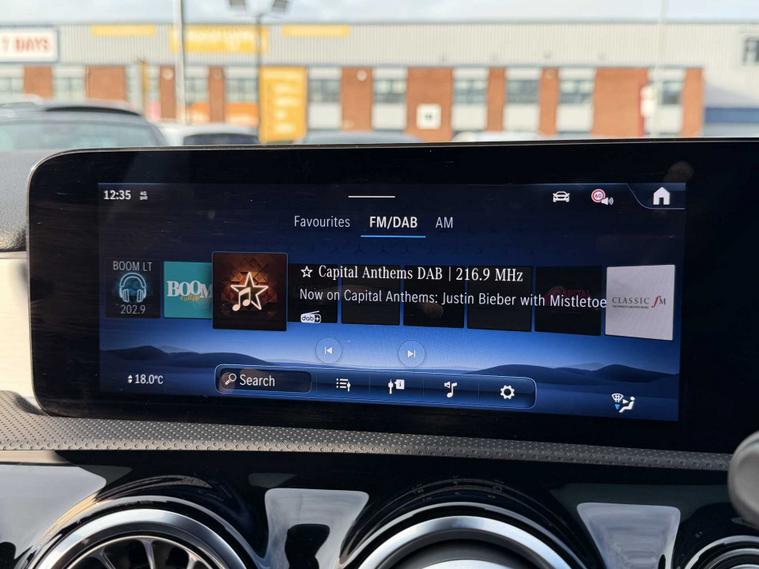 7 DAYS
12:35
Favourites FM/DAB AM
BOOM LT
202.9
BOOM
☆ Capital Anthems DAB | 216.9 MHz
Now on Capital Anthems: Justin Bieber with Mistletoe
dab
CLASSIC fM
18.0°C
Search